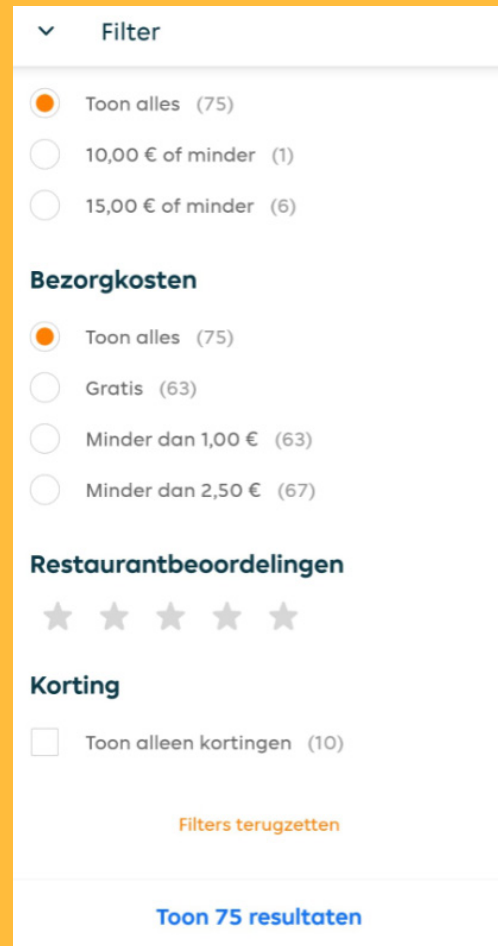 Filter
Toon alles (75)
10,00 € of minder (1)
15,00 € of minder (6)
Bezorgkosten
Toon alles (75)
Gratis (63)
Minder dan 1,00 € (63)
Minder dan 2,50 € (67)
Restaurantbeoordelingen
Korting
Toon alleen kortingen (10)
Filters terugzetten
Toon 75 resultaten